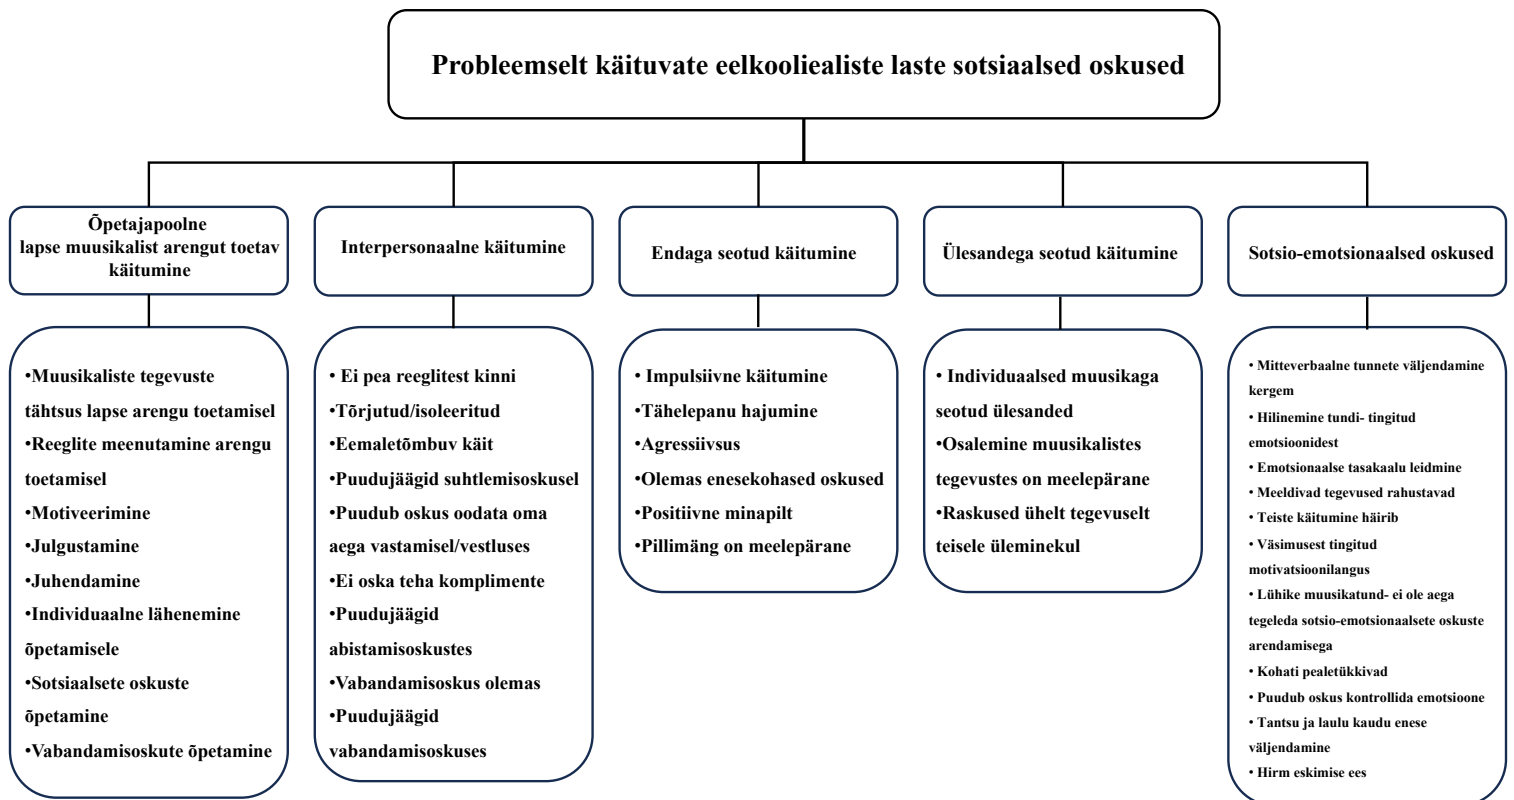 Probleemselt käituvate eelkooliealiste laste sotsiaalsed oskused
Õpetajapoolne
lapse muusikalist arengut toetav
käitumine
•Muusikaliste tegevuste
tähtsus lapse arengu toetamisel
•Reeglite meenutamine arengu
toetamisel
•Motiveerimine
•Julgustamine
•Juhendamine
•Individuaalne lähenemine
õpetamisele
•Sotsiaalsete oskuste
õpetamine
•Vabandamisoskute õpetamine
Interpersonaalne käitumine
• Ei pea reeglitest kinni
•Tõrjutud/isoleeritud
•Eemaletõmbuv käit
•Puudujäägid suhtlemisoskusel
•Puudub oskus oodata oma
aega vastamisel/vestluses
•Ei oska teha komplimente
•Puudujäägid
abistamisoskustes
•Vabandamisoskus olemas
•Puudujäägid
vabandamisoskuses
Endaga seotud käitumine
• Impulsiivne käitumine
•Tähelepanu hajumine
•Agressiivsus
•Olemas enesekohased oskused
•Positiivne minapilt
•Pillimäng on meelepärane
Ülesandega seotud käitumine
• Individuaalsed muusikaga
seotud ülesanded
•Osalemine muusikalistes
tegevustes on meelepärane
•Raskused ühelt tegevuselt
teisele üleminekul
Sotsio-emotsionaalsed oskused
• Mitteverbaalne tunnete väljendamine
kergem
• Hilinemine tundi- tingitud
emotsioonidest
• Emotsionaalse tasakaalu leidmine
• Meeldivad tegevused rahustavad
• Teiste käitumine häirib
• Väsimusest tingitud
motivatsioonilangus
• Lühike muusikatund- ei ole aega
tegeleda sotsio-emotsionaalsete oskuste
arendamisega
• Kohati pealetükkivad
• Puudub oskus kontrollida emotsioone
• Tantsu ja laulu kaudu enese
väljendamine
• Hirm eskimise ees